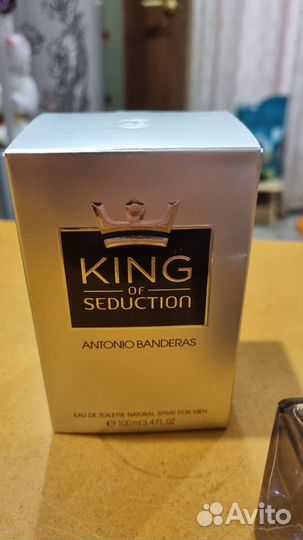 KING
OF
SEDUCTION
ANTONIO BANDERAS
EAU DE TOILETTE NATURAL SPRAY FOR MEN
℮ 100 ml 3.4 FL OZ
Avito